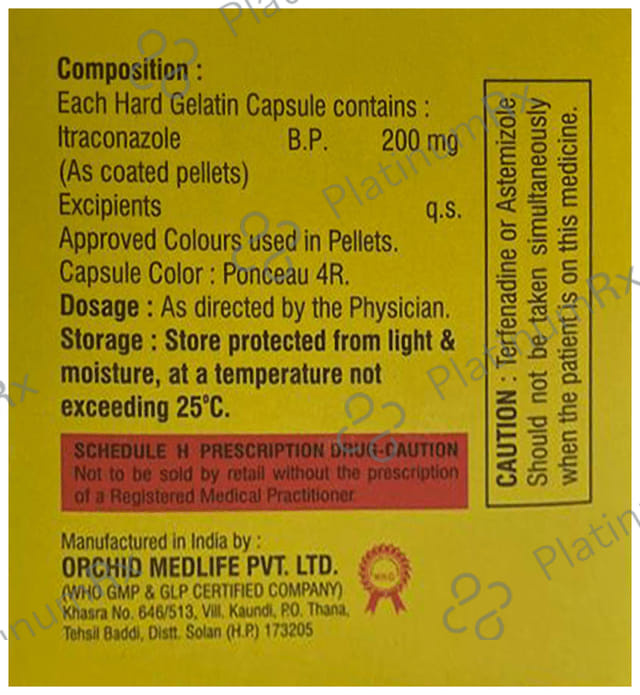 Composition :
Each Hard Gelatin Capsule contains :
Itraconazole B.P. 200 mg
(As coated pellets)
Excipients q.s.
Approved Colours used in Pellets.
Capsule Color : Ponceau 4R.
Dosage : As directed by the Physician.
Storage : Store protected from light &
moisture, at a temperature not
exceeding 25°C.
SCHEDULE H PRESCRIPTION DRUG CAUTION
Not to be sold by retail without the prescription
of a Registered Medical Practitioner
Manufactured in India by :
ORCHID MEDLIFE PVT. LTD.
(WHO GMP & GLP CERTIFIED COMPANY)
Khasra No. 646/513, Vill. Kaundi, P.O. Thana,
Tehsil Baddi, Distt. Solan (H.P.) 173205
WHO
CAUTION : Terfenadine or Astemizole
Should not be taken simultaneously
when the patient is on this medicine.
PlatinumRx
PlatinumRx